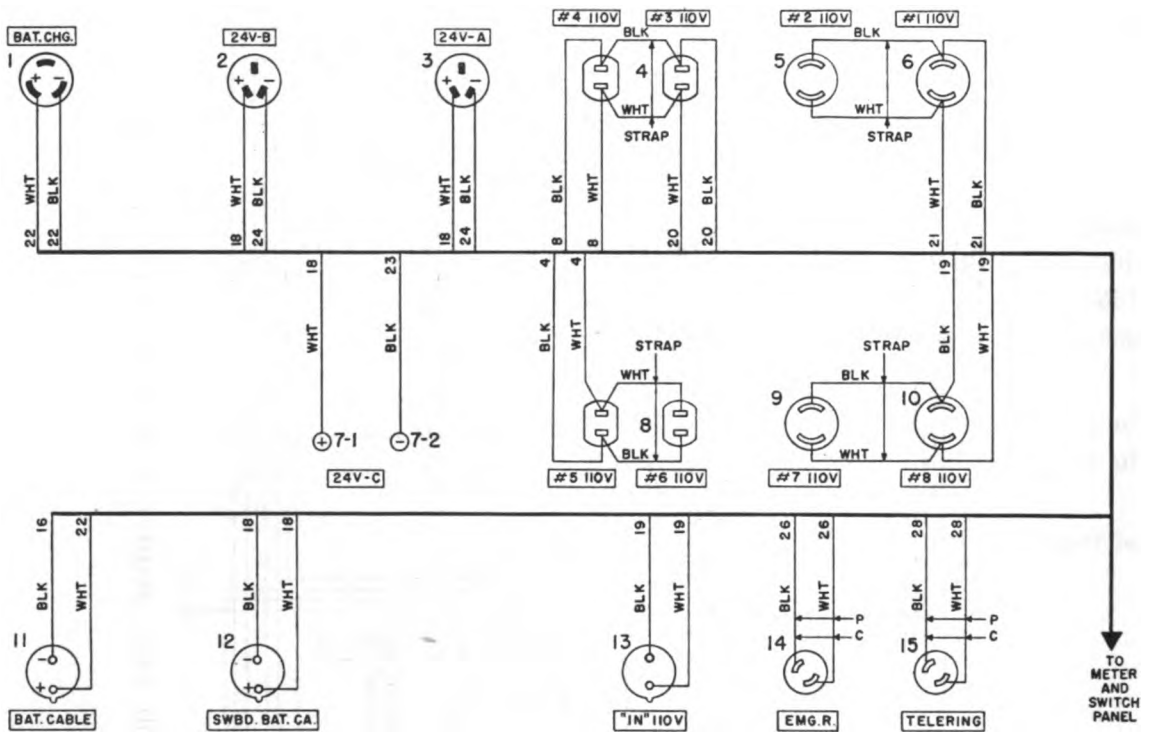 BAT. CHG. 24V-B 24V-A #4 110V #3 110V #2 110V #1 110V
1 + − 2 + − 3 + − BLK 4 WHT STRAP 5 BLK 6 WHT STRAP
WHT BLK WHT BLK WHT BLK BLK WHT WHT BLK WHT BLK
22 22 18 24 18 24 8 8 20 20 21 21
18 23 4 4 19 19
WHT BLK BLK WHT BLK WHT
STRAP STRAP
WHT 8 BLK 9 BLK 10 WHT
+ 7-1 − 7-2
24V-C #5 110V #6 110V #7 110V #8 110V
16 22 18 18 19 19 26 26 28 28
BLK WHT BLK WHT BLK WHT BLK WHT BLK WHT
P P
C C
11 − + 12 − + 13 14 15
BAT. CABLE SWBD. BAT. CA. "IN" 110V EMG.R. TELERING
TO
METER
AND
SWITCH
PANEL